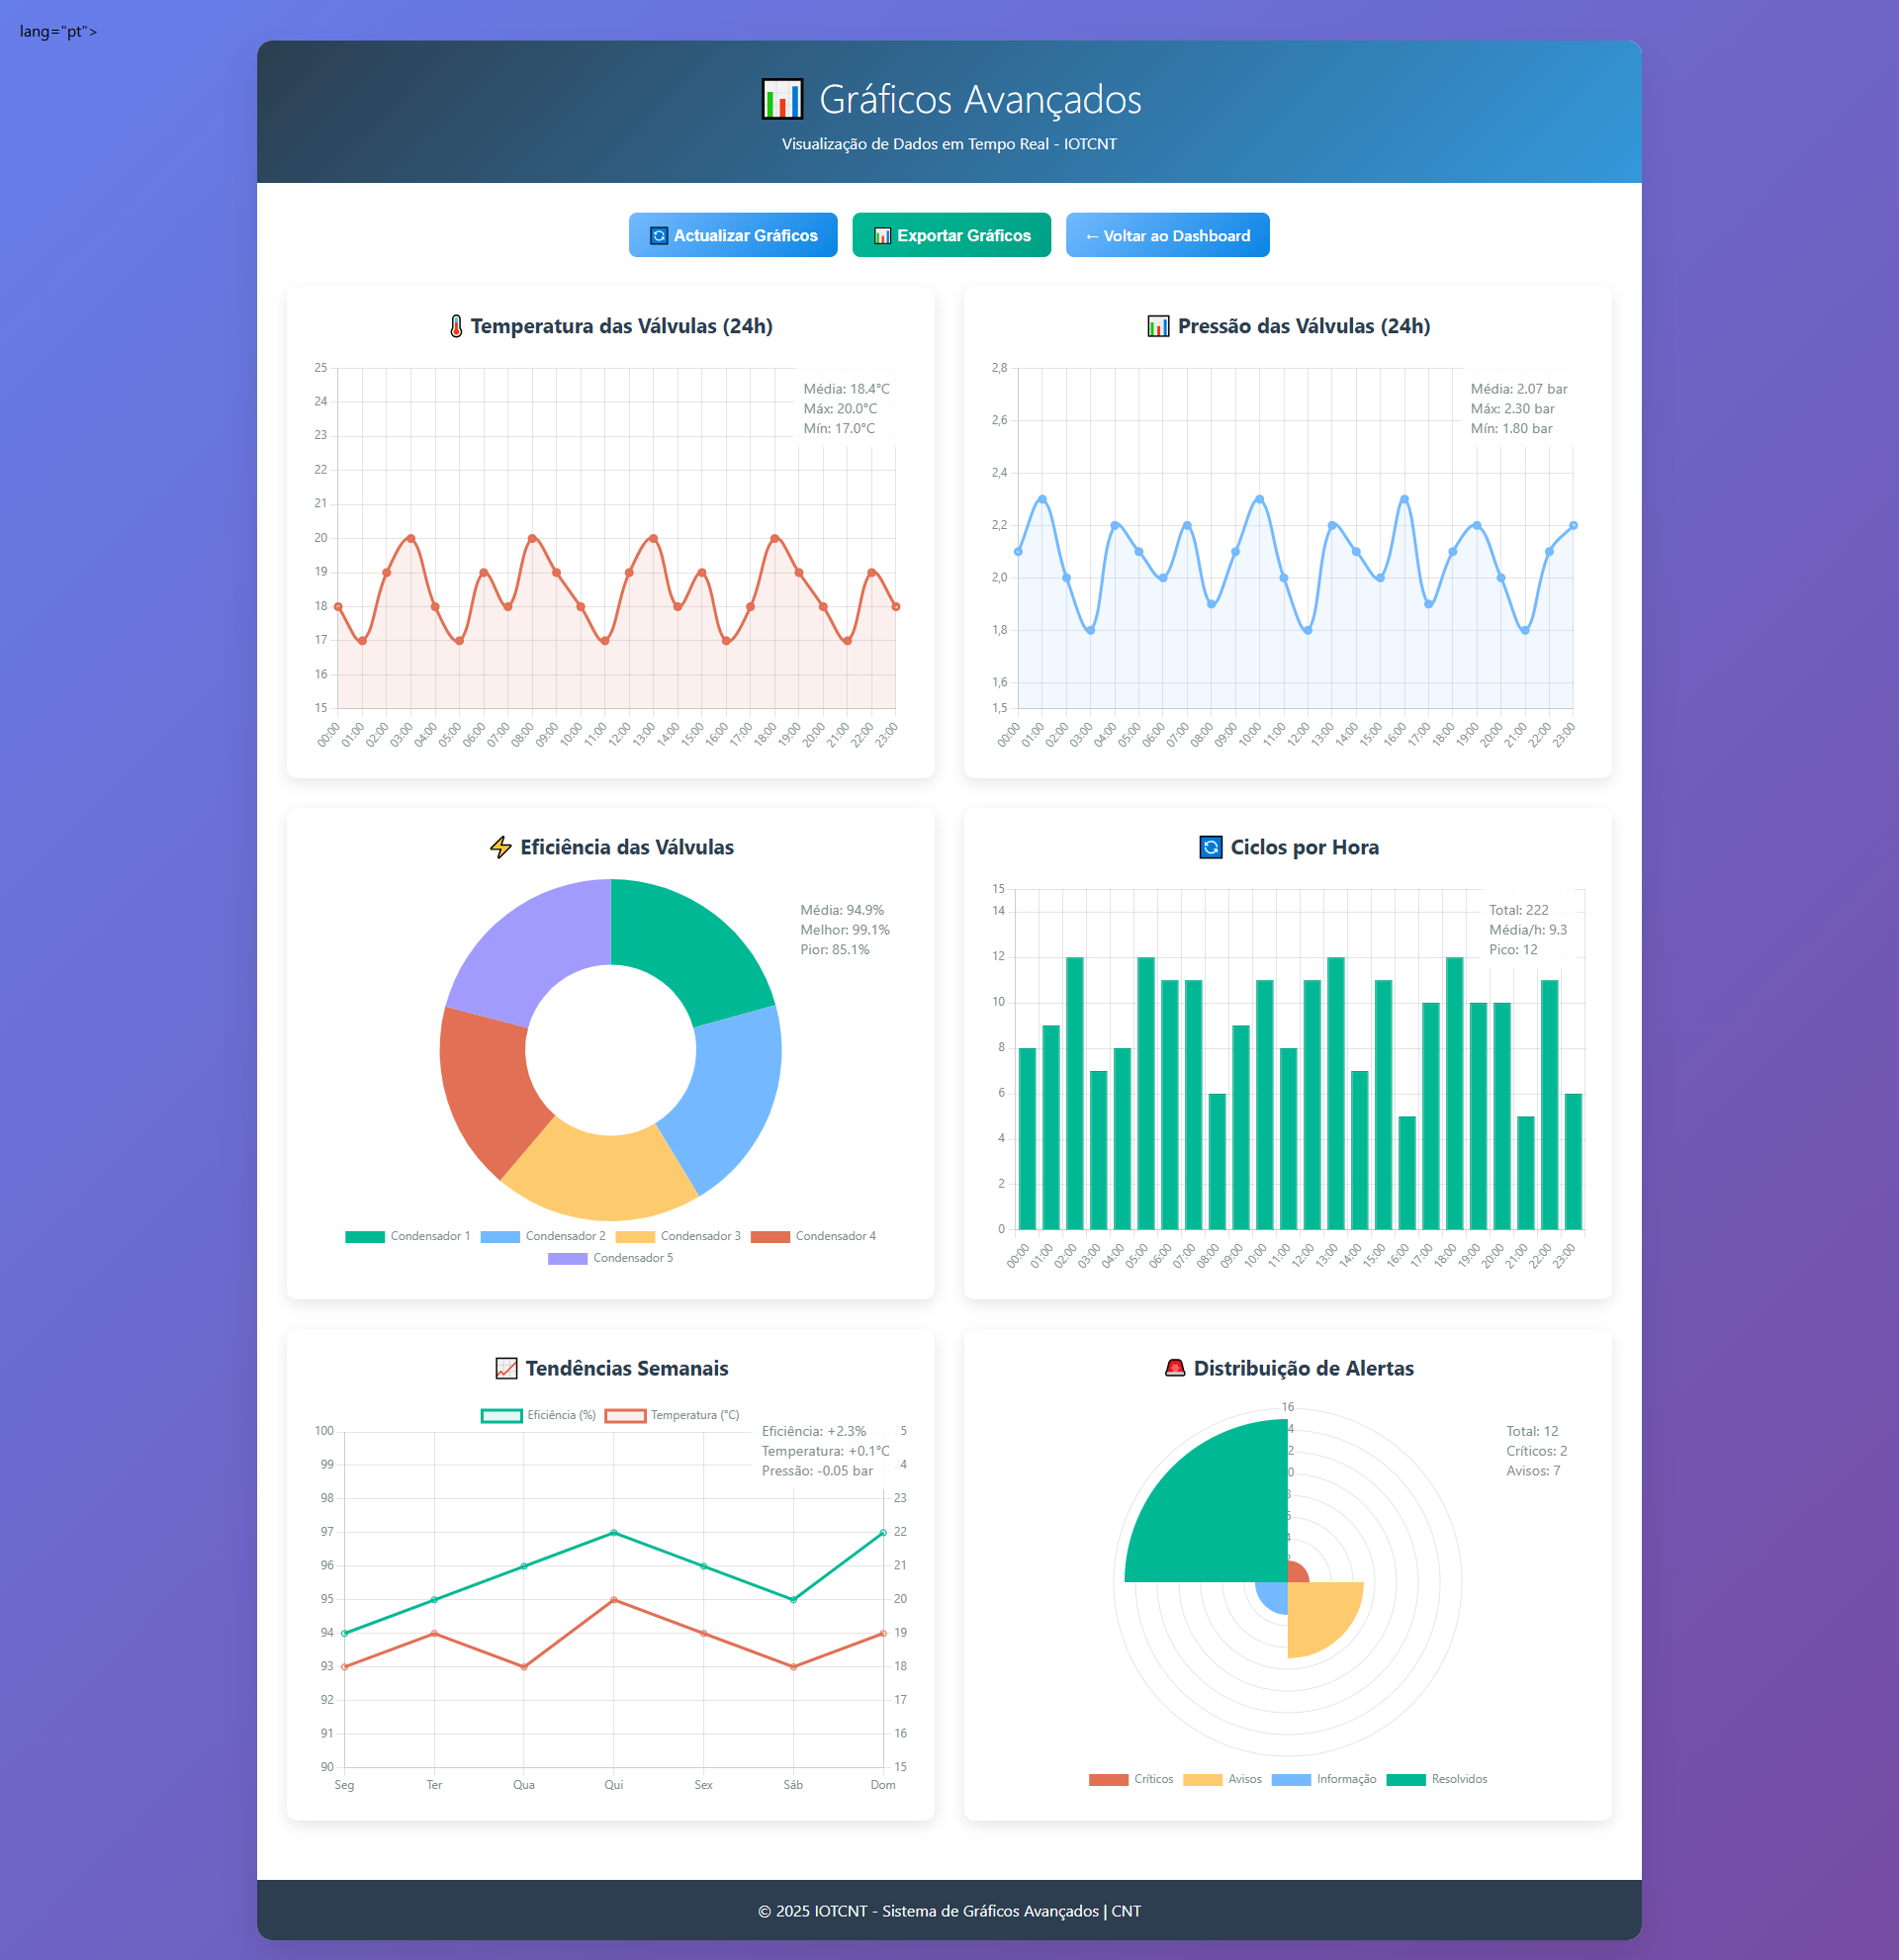 lang="pt">
📊 Gráficos Avançados
Visualização de Dados em Tempo Real - IOTCNT
🔄 Actualizar Gráficos
📊 Exportar Gráficos
← Voltar ao Dashboard
🌡️ Temperatura das Válvulas (24h)
Média: 18.4°C
Máx: 20.0°C
Mín: 17.0°C
25
24
23
22
21
20
19
18
17
16
15
00:00 01:00 02:00 03:00 04:00 05:00 06:00 07:00 08:00 09:00 10:00 11:00 12:00 13:00 14:00 15:00 16:00 17:00 18:00 19:00 20:00 21:00 22:00 23:00
📊 Pressão das Válvulas (24h)
Média: 2.07 bar
Máx: 2.30 bar
Mín: 1.80 bar
2,8
2,6
2,4
2,2
2,0
1,8
1,6
1,5
00:00 01:00 02:00 03:00 04:00 05:00 06:00 07:00 08:00 09:00 10:00 11:00 12:00 13:00 14:00 15:00 16:00 17:00 18:00 19:00 20:00 21:00 22:00 23:00
⚡ Eficiência das Válvulas
Média: 94.9%
Melhor: 99.1%
Pior: 85.1%
Condensador 1 Condensador 2 Condensador 3 Condensador 4
Condensador 5
🔄 Ciclos por Hora
Total: 222
Média/h: 9.3
Pico: 12
15
14
12
10
8
6
4
2
0
00:00 01:00 02:00 03:00 04:00 05:00 06:00 07:00 08:00 09:00 10:00 11:00 12:00 13:00 14:00 15:00 16:00 17:00 18:00 19:00 20:00 21:00 22:00 23:00
📈 Tendências Semanais
Eficiência (%) Temperatura (°C)
Eficiência: +2.3%
Temperatura: +0.1°C
Pressão: -0.05 bar
100 5
99 4
98 23
97 22
96 21
95 20
94 19
93 18
92 17
91 16
90 15
Seg Ter Qua Qui Sex Sáb Dom
🚨 Distribuição de Alertas
Total: 12
Críticos: 2
Avisos: 7
16
4
2
0
8
6
4
2
Críticos Avisos Informação Resolvidos
© 2025 IOTCNT - Sistema de Gráficos Avançados | CNT